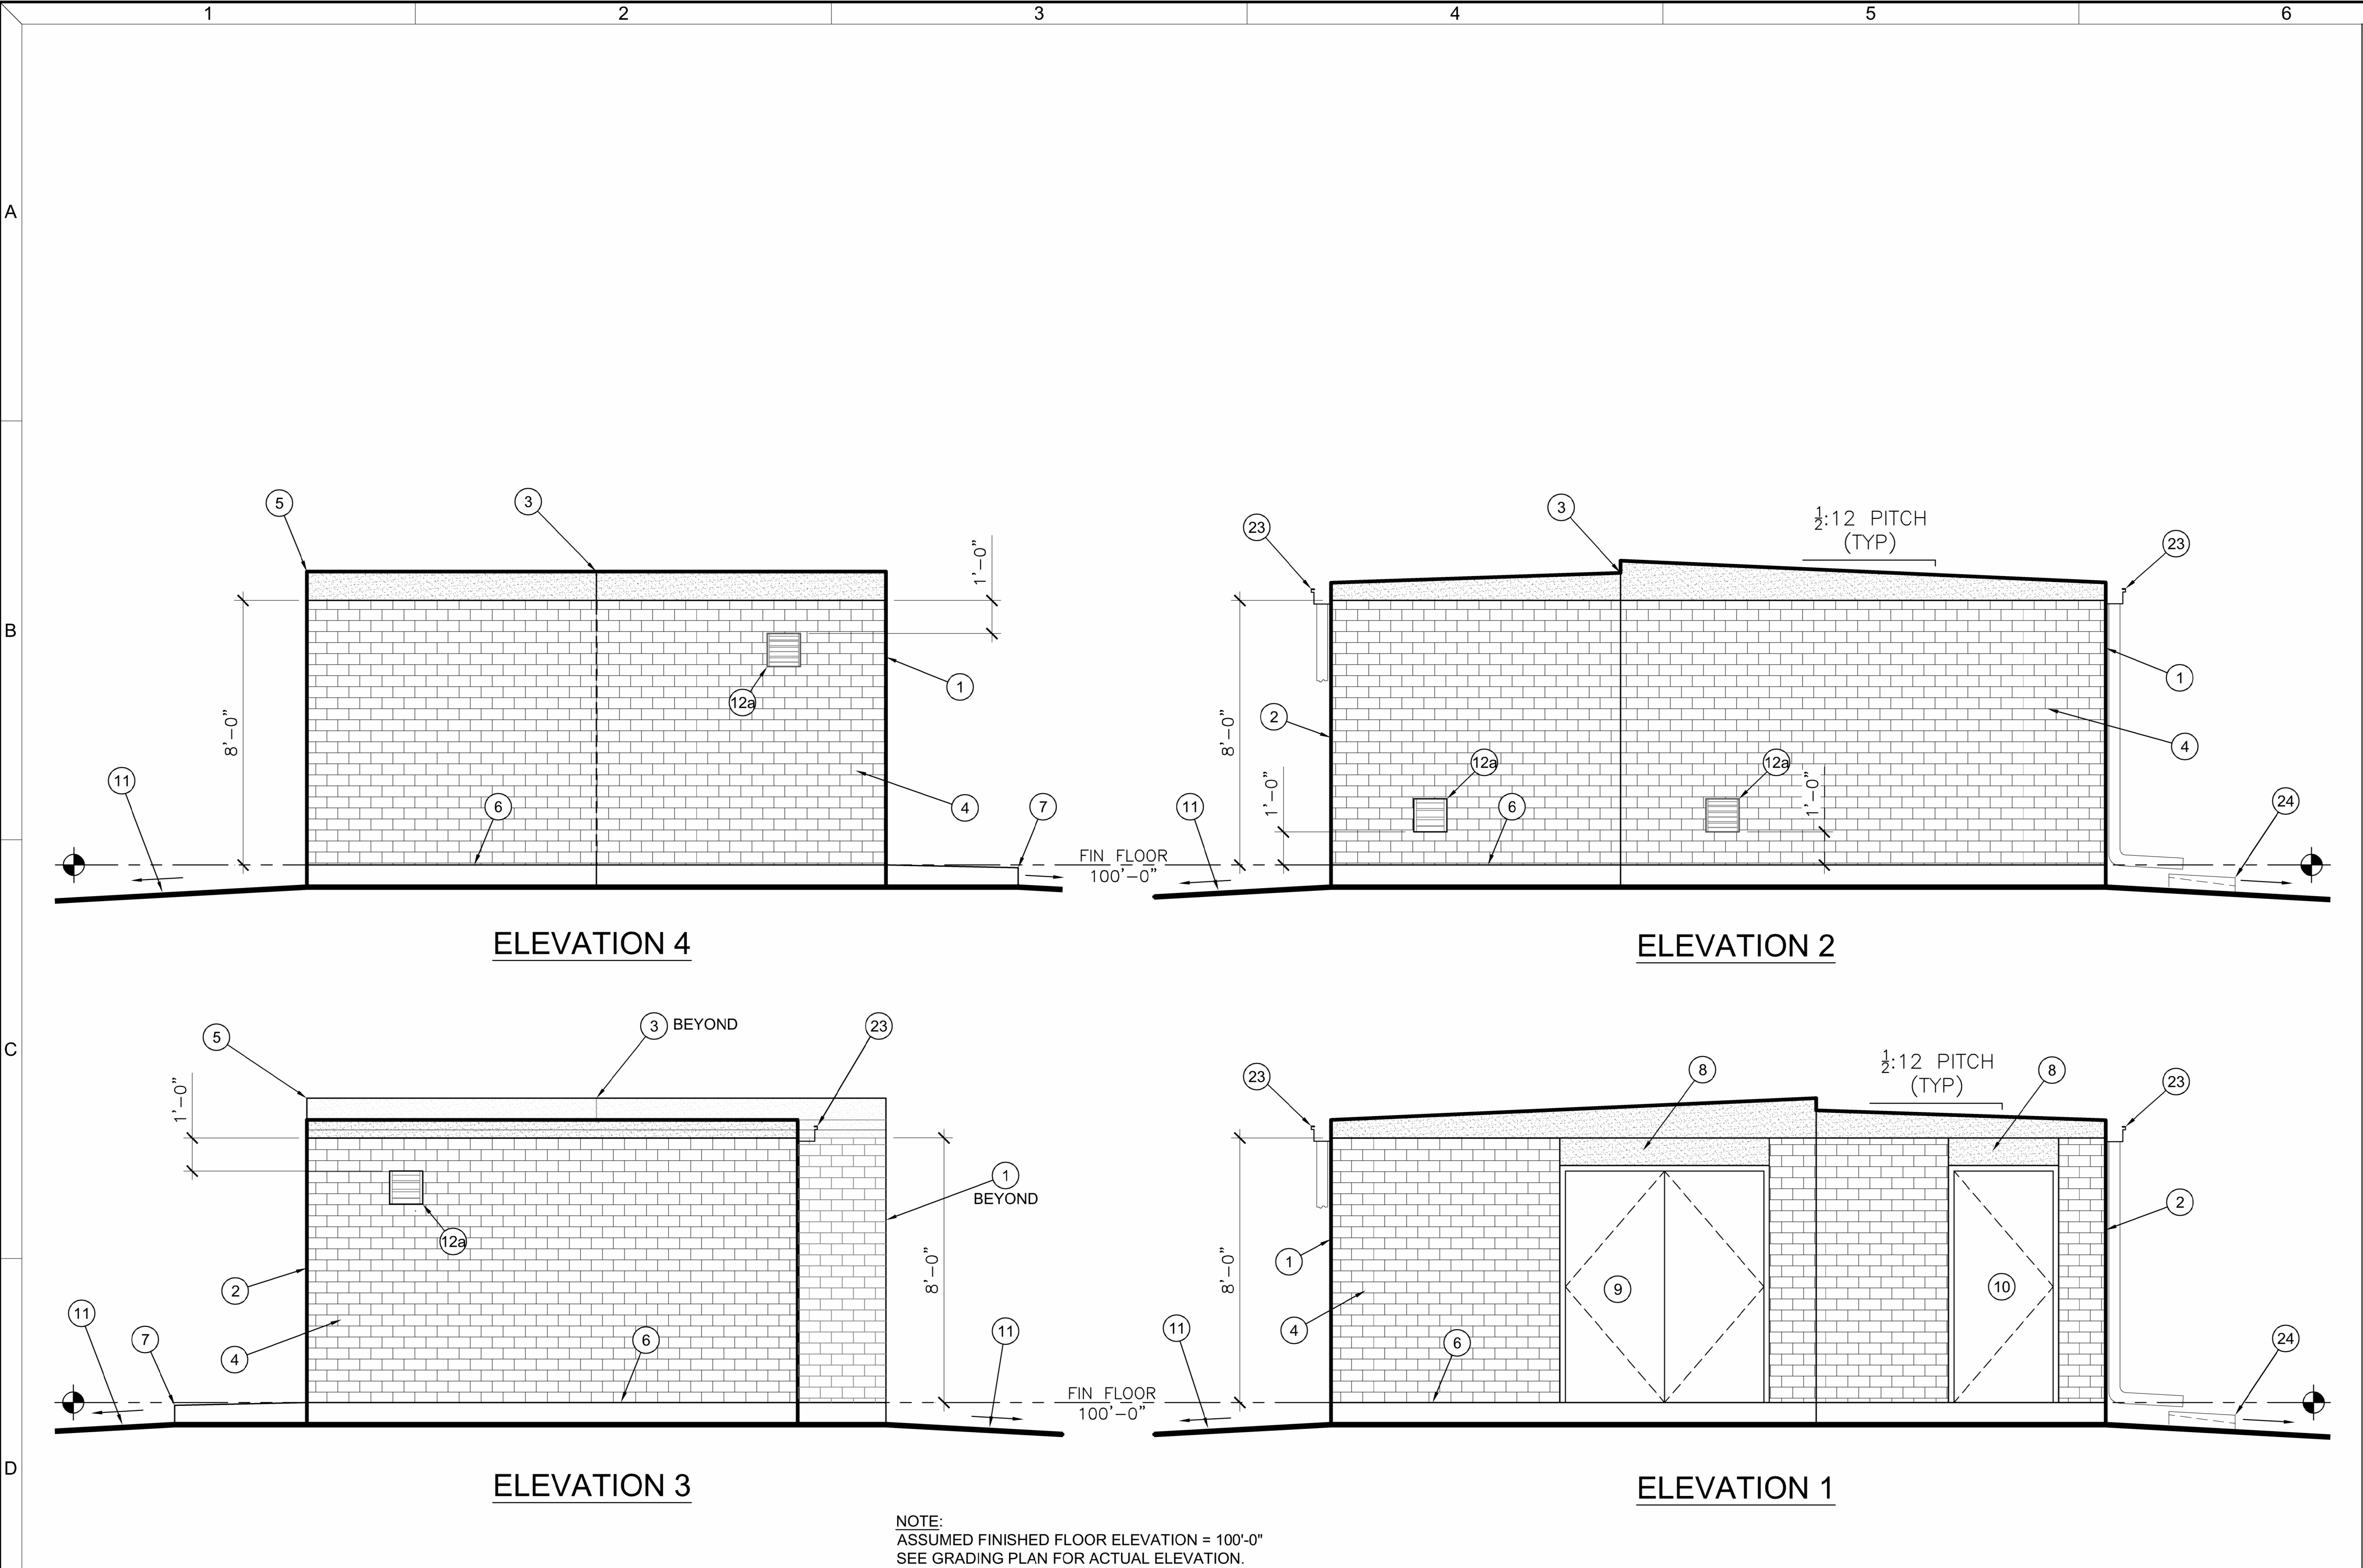 1 2 3 4 5 6
A
B
C
D
5
3
1'-0"
12a
1
8'-0"
11
6
4
7
FIN FLOOR
100'-0"
ELEVATION 4
23
3
1/2:12 PITCH
(TYP)
23
1
2
8'-0"
4
12a
12a
1'-0"
1'-0"
6
11
24
ELEVATION 2
5
3 BEYOND
23
1'-0"
1
BEYOND
12a
8'-0"
2
11
7
4
6
11
FIN FLOOR
100'-0"
ELEVATION 3
23
8
1/2:12 PITCH
(TYP)
8
23
2
8'-0"
1
9
10
4
6
11
24
ELEVATION 1
NOTE:
ASSUMED FINISHED FLOOR ELEVATION = 100'-0"
SEE GRADING PLAN FOR ACTUAL ELEVATION.